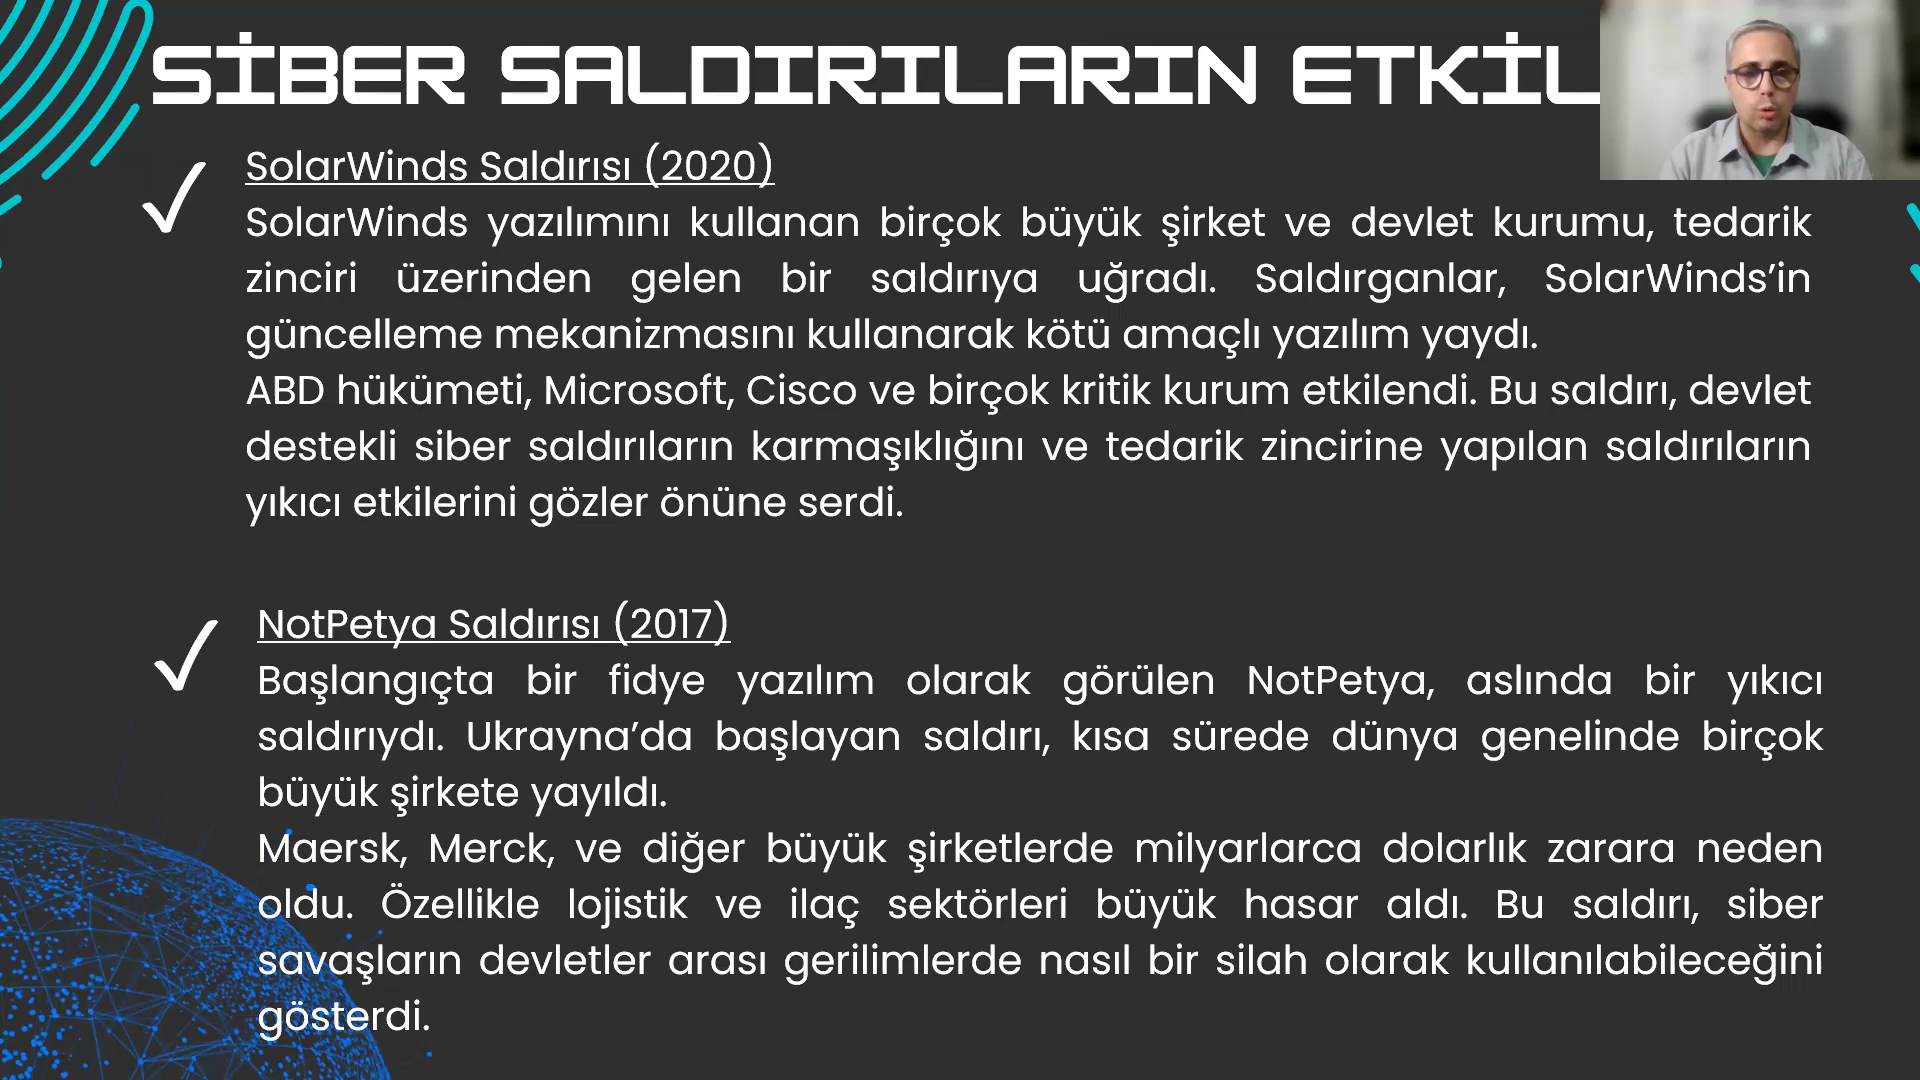 SİBER SALDIRILARIN ETKİL
SolarWinds Saldırısı (2020)
SolarWinds yazılımını kullanan birçok büyük şirket ve devlet kurumu, tedarik
zinciri üzerinden gelen bir saldırıya uğradı. Saldırganlar, SolarWinds’in
güncelleme mekanizmasını kullanarak kötü amaçlı yazılım yaydı.
ABD hükümeti, Microsoft, Cisco ve birçok kritik kurum etkilendi. Bu saldırı, devlet
destekli siber saldırıların karmaşıklığını ve tedarik zincirine yapılan saldırıların
yıkıcı etkilerini gözler önüne serdi.
NotPetya Saldırısı (2017)
Başlangıçta bir fidye yazılım olarak görülen NotPetya, aslında bir yıkıcı
saldırıydı. Ukrayna’da başlayan saldırı, kısa sürede dünya genelinde birçok
büyük şirkete yayıldı.
Maersk, Merck, ve diğer büyük şirketlerde milyarlarca dolarlık zarara neden
oldu. Özellikle lojistik ve ilaç sektörleri büyük hasar aldı. Bu saldırı, siber
savaşların devletler arası gerilimlerde nasıl bir silah olarak kullanılabileceğini
gösterdi.